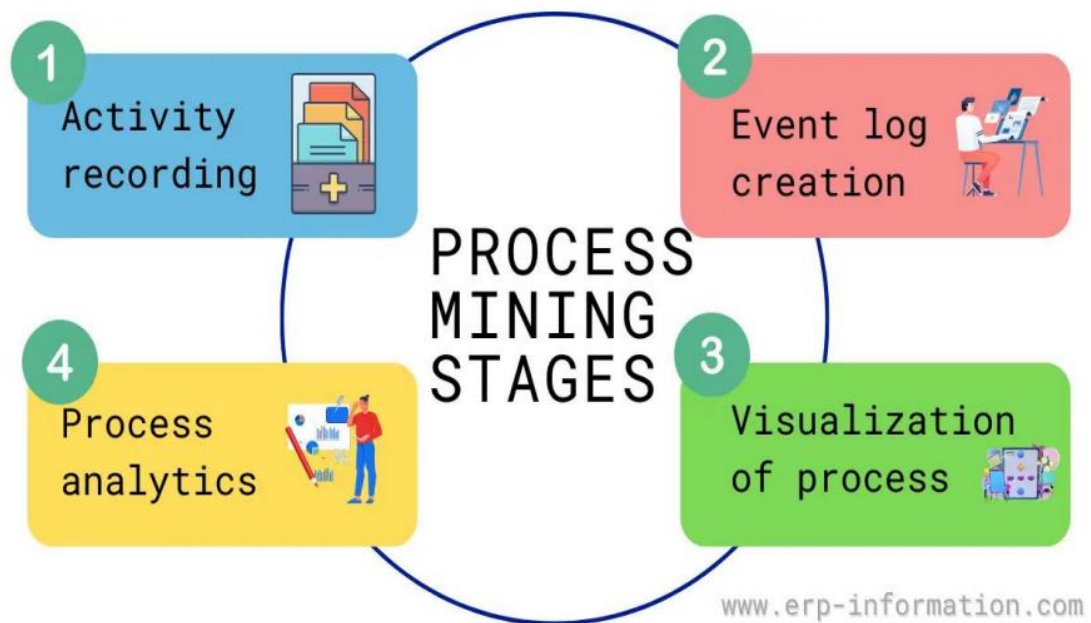 1
Activity
recording
2
Event log
creation
PROCESS
MINING
STAGES
3
Visualization
of process
4
Process
analytics
www.erp-information.com